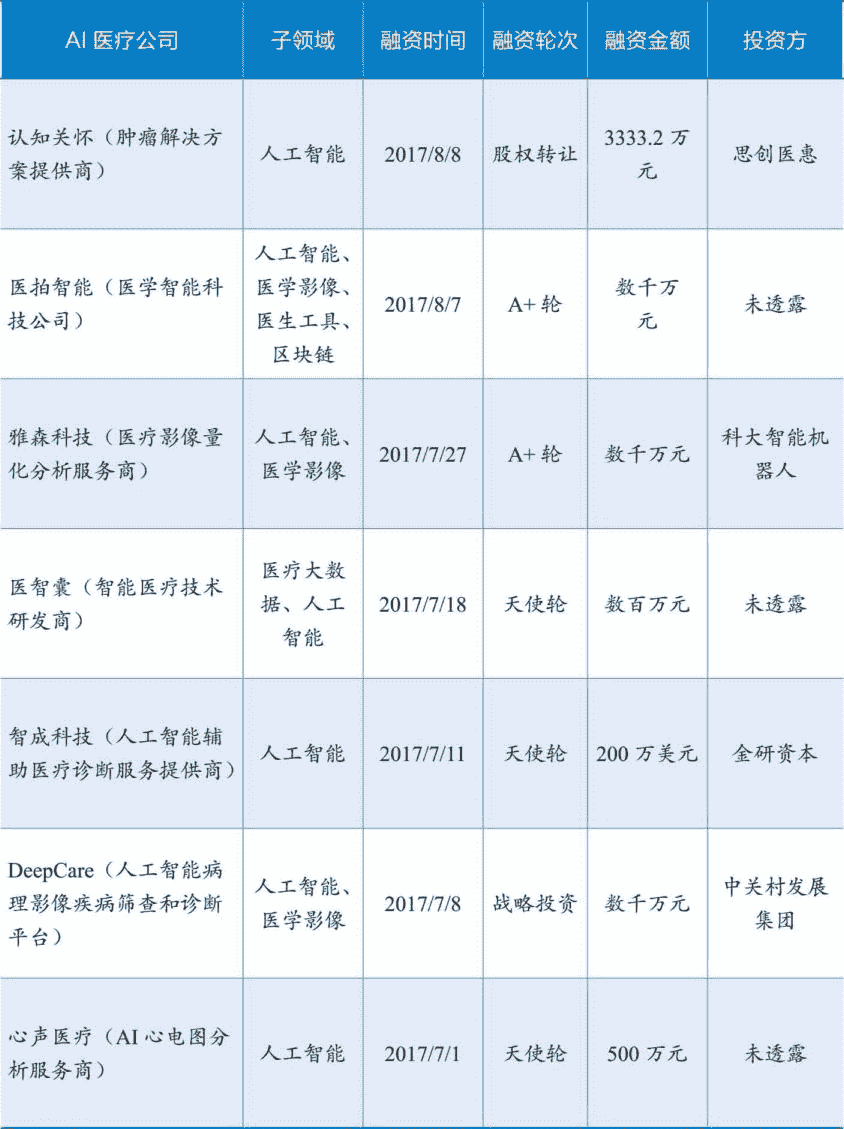 AI 医疗公司
子领域
融资时间
融资轮次
融资金额
投资方
认知关怀（肿瘤解决方
案提供商）
人工智能
2017/8/8
股权转让
3333.2 万
元
思创医惠
医拍智能（医学智能科
技公司）
人工智能、
医学影像、
医生工具、
区块链
2017/8/7
A+ 轮
数千万
元
未透露
雅森科技（医疗影像量
化分析服务商）
人工智能、
医学影像
2017/7/27
A+ 轮
数千万元
科大智能机
器人
医智囊（智能医疗技术
研发商）
医疗大数
据、人工
智能
2017/7/18
天使轮
数百万元
未透露
智成科技（人工智能辅
助医疗诊断服务提供商）
人工智能
2017/7/11
天使轮
200 万美元
金研资本
DeepCare（人工智能病
理影像疾病筛查和诊断
平台）
人工智能、
医学影像
2017/7/8
战略投资
数千万元
中关村发展
集团
心声医疗（AI 心电图分
析服务商）
人工智能
2017/7/1
天使轮
500 万元
未透露